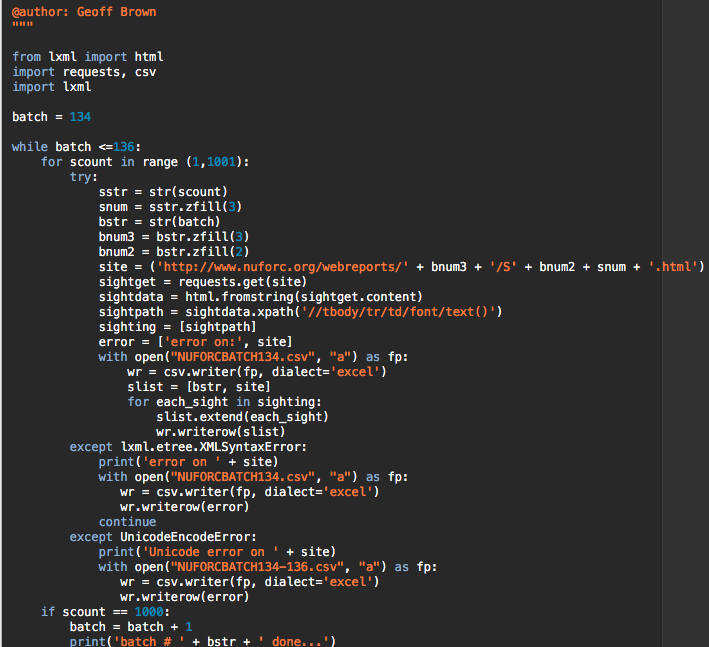 @author: Geoff Brown
"""
from lxml import html
import requests, csv
import lxml
batch = 134
while batch <=136:
    for scount in range (1,1001):
        try:
            sstr = str(scount)
            snum = sstr.zfill(3)
            bstr = str(batch)
            bnum3 = bstr.zfill(3)
            bnum2 = bstr.zfill(2)
            site = ('http://www.nuforc.org/webreports/' + bnum3 + '/S' + bnum2 + snum + '.html')
            sightget = requests.get(site)
            sightdata = html.fromstring(sightget.content)
            sightpath = sightdata.xpath('//tbody/tr/td/font/text()')
            sighting = [sightpath]
            error = ['error on:', site]
            with open("NUFORCBATCH134.csv", "a") as fp:
                wr = csv.writer(fp, dialect='excel')
                slist = [bstr, site]
                for each_sight in sighting:
                    slist.extend(each_sight)
                    wr.writerow(slist)
        except lxml.etree.XMLSyntaxError:
            print('error on ' + site)
            with open("NUFORCBATCH134.csv", "a") as fp:
               wr = csv.writer(fp, dialect='excel')
               wr.writerow(error)
            continue
        except UnicodeEncodeError:
            print('Unicode error on ' + site)
            with open("NUFORCBATCH134-136.csv", "a") as fp:
               wr = csv.writer(fp, dialect='excel')
               wr.writerow(error)
    if scount == 1000:
        batch = batch + 1
        print('batch # ' + bstr + ' done...')